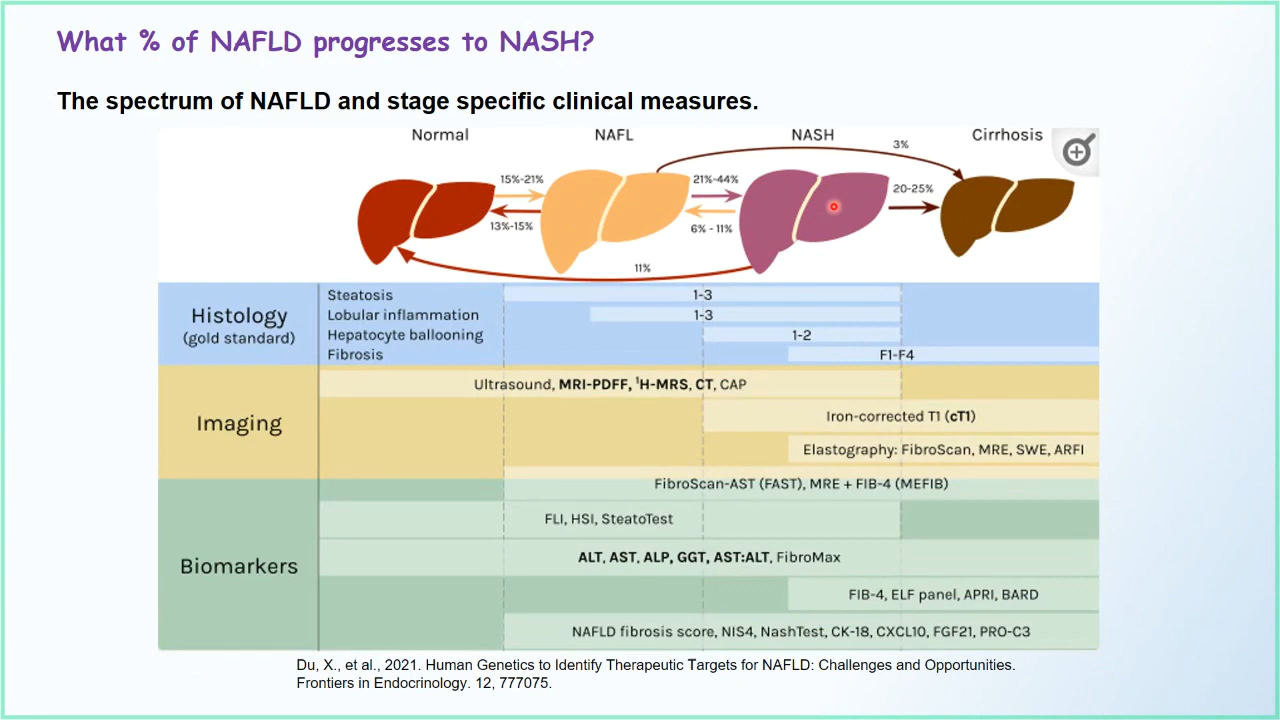 What % of NAFLD progresses to NASH?
The spectrum of NAFLD and stage specific clinical measures.
Normal
NAFL
NASH
Cirrhosis
3%
15%-21%
21%-44%
20-25%
13%-15%
6% - 11%
11%
Histology
(gold standard)
Steatosis
1-3
Lobular inflammation
1-3
Hepatocyte ballooning
1-2
Fibrosis
F1-F4
Imaging
Ultrasound, MRI-PDFF, ¹H-MRS, CT, CAP
Iron-corrected T1 (cT1)
Elastography: FibroScan, MRE, SWE, ARFI
FibroScan-AST (FAST), MRE + FIB-4 (MEFIB)
Biomarkers
FLI, HSI, SteatoTest
ALT, AST, ALP, GGT, AST:ALT, FibroMax
FIB-4, ELF panel, APRI, BARD
NAFLD fibrosis score, NIS4, NashTest, CK-18, CXCL10, FGF21, PRO-C3
Du, X., et al., 2021. Human Genetics to Identify Therapeutic Targets for NAFLD: Challenges and Opportunities.
Frontiers in Endocrinology. 12, 777075.